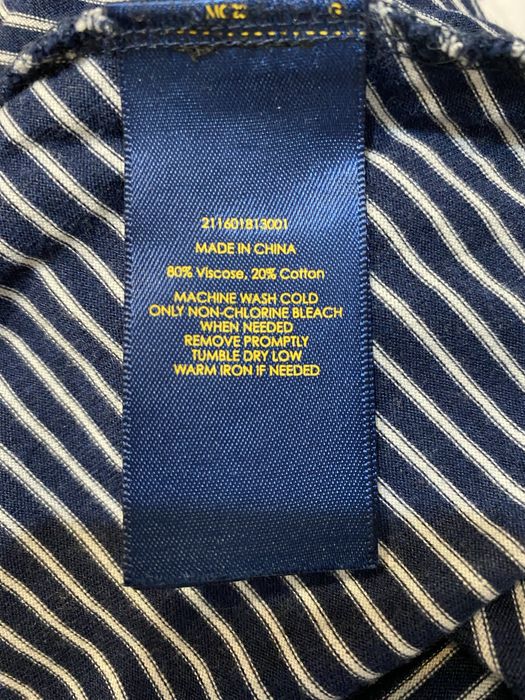 211601813001
MADE IN CHINA
80% Viscose, 20% Cotton
MACHINE WASH COLD
ONLY NON-CHLORINE BLEACH
WHEN NEEDED
REMOVE PROMPTLY
TUMBLE DRY LOW
WARM IRON IF NEEDED